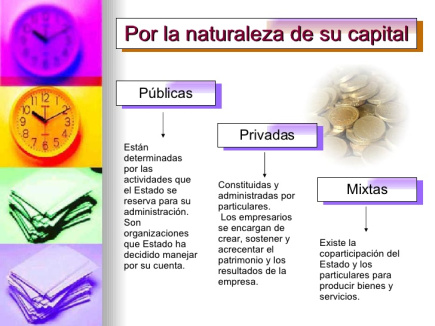 Por la naturaleza de su capital
Públicas
Están
determinadas
por las
actividades que
el Estado se
reserva para su
administración.
Son
organizaciones
que Estado ha
decidido manejar
por su cuenta.
Privadas
Constituidas y
administradas por
particulares.
Los empresarios
se encargan de
crear, sostener y
acrecentar el
patrimonio y los
resultados de la
empresa.
Mixtas
Existe la
coparticipación del
Estado y los
particulares para
producir bienes y
servicios.